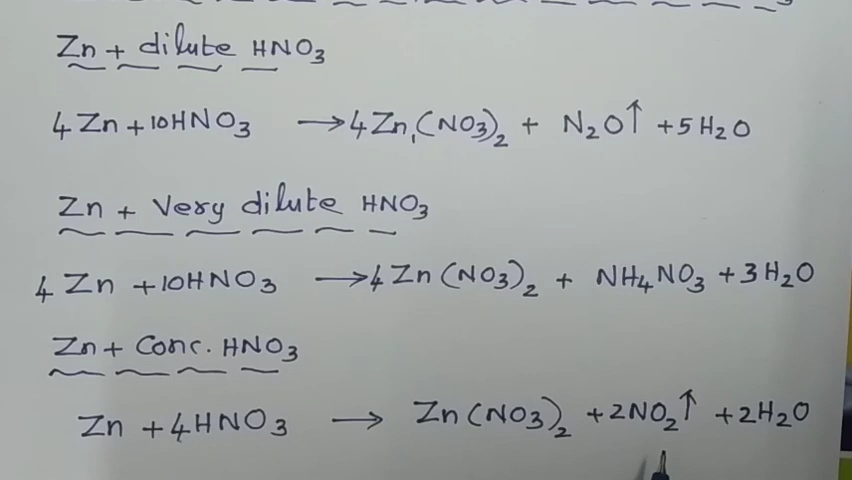 Zn + dilute HNO3
4Zn + 10HNO3 → 4Zn(NO3)2 + N2O↑ + 5H2O
Zn + Very dilute HNO3
4Zn + 10HNO3 → 4Zn(NO3)2 + NH4NO3 + 3H2O
Zn + Conc. HNO3
Zn + 4HNO3 → Zn(NO3)2 + 2NO2↑ + 2H2O